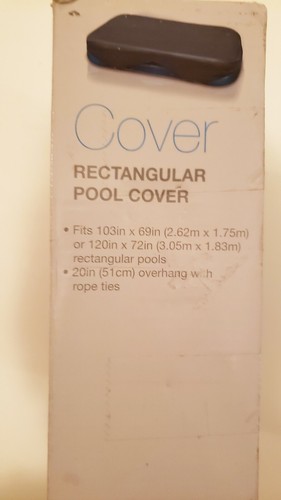 Cover
RECTANGULAR
POOL COVER
• Fits 103in x 69in (2.62m x 1.75m)
or 120in x 72in (3.05m x 1.83m)
rectangular pools
• 20in (51cm) overhang with
rope ties